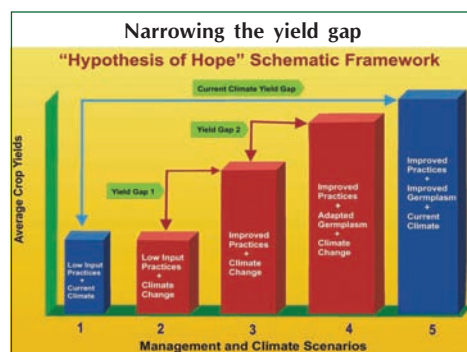 Narrowing the yield gap
"Hypothesis of Hope" Schematic Framework
Current Climate Yield Gap
Yield Gap 2
Yield Gap 1
Average Crop Yields
Low Input
Practices
+
Current
Climate
Low Input
Practices
+
Climate
Change
Improved
Practices
+
Climate
Change
Improved
Practices
+
Adapted
Germplasm
+
Climate
Change
Improved
Practices
+
Improved
Germplasm
+
Current
Climate
1 2 3 4 5
Management and Climate Scenarios